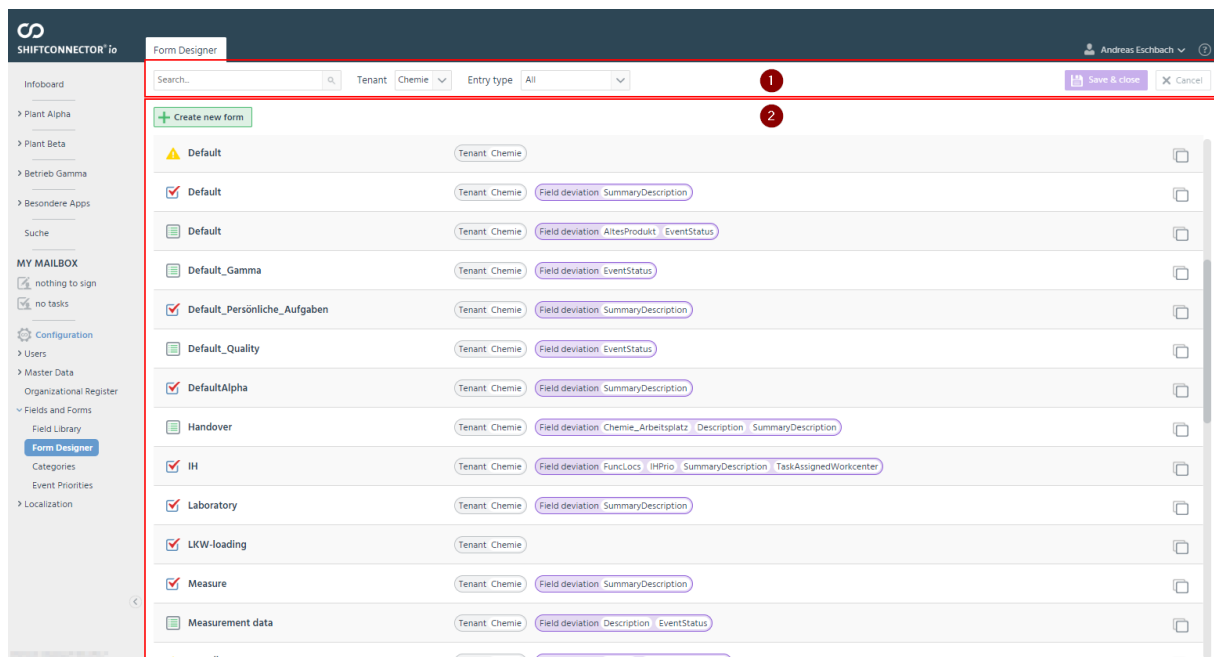 SHIFTCONNECTOR® io
Form Designer
Andreas Eschbach
?
Search...
Tenant Chemie
Entry type All
1
Save & close
Cancel
Infoboard
Plant Alpha
Plant Beta
Betrieb Gamma
Besondere Apps
Suche
MY MAILBOX
nothing to sign
no tasks
Configuration
Users
Master Data
Organizational Register
Fields and Forms
Field Library
Form Designer
Categories
Event Priorities
Localization
Create new form
2
Default Tenant Chemie
Default Tenant Chemie Field deviation SummaryDescription
Default Tenant Chemie Field deviation AltesProdukt EventStatus
Default_Gamma Tenant Chemie Field deviation EventStatus
Default_Persönliche_Aufgaben Tenant Chemie Field deviation SummaryDescription
Default_Quality Tenant Chemie Field deviation EventStatus
DefaultAlpha Tenant Chemie Field deviation SummaryDescription
Handover Tenant Chemie Field deviation Chemie_Arbeitsplatz Description SummaryDescription
IH Tenant Chemie Field deviation FuncLocs IHPrio SummaryDescription TaskAssignedWorkcenter
Laboratory Tenant Chemie Field deviation SummaryDescription
LKW-loading Tenant Chemie
Measure Tenant Chemie Field deviation SummaryDescription
Measurement data Tenant Chemie Field deviation Description EventStatus